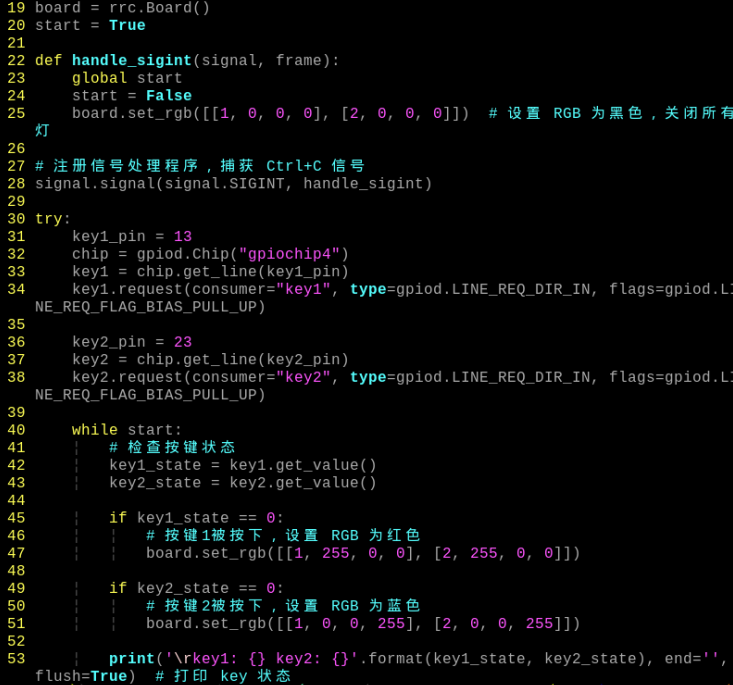 19 board = rrc.Board()
20 start = True
21
22 def handle_sigint(signal, frame):
23     global start
24     start = False
25     board.set_rgb([[1, 0, 0, 0], [2, 0, 0, 0]])  # 设置 RGB 为黑色，关闭所有
灯
26
27 # 注册信号处理程序，捕获 Ctrl+C 信号
28 signal.signal(signal.SIGINT, handle_sigint)
29
30 try:
31     key1_pin = 13
32     chip = gpiod.Chip("gpiochip4")
33     key1 = chip.get_line(key1_pin)
34     key1.request(consumer="key1", type=gpiod.LINE_REQ_DIR_IN, flags=gpiod.LI
NE_REQ_FLAG_BIAS_PULL_UP)
35
36     key2_pin = 23
37     key2 = chip.get_line(key2_pin)
38     key2.request(consumer="key2", type=gpiod.LINE_REQ_DIR_IN, flags=gpiod.LI
NE_REQ_FLAG_BIAS_PULL_UP)
39
40     while start:
41     ¦   # 检查按键状态
42     ¦   key1_state = key1.get_value()
43     ¦   key2_state = key2.get_value()
44
45     ¦   if key1_state == 0:
46     ¦   ¦   # 按键1被按下，设置 RGB 为红色
47     ¦   ¦   board.set_rgb([[1, 255, 0, 0], [2, 255, 0, 0]])
48
49     ¦   if key2_state == 0:
50     ¦   ¦   # 按键2被按下，设置 RGB 为蓝色
51     ¦   ¦   board.set_rgb([[1, 0, 0, 255], [2, 0, 0, 255]])
52
53     ¦   print('\rkey1: {} key2: {}'.format(key1_state, key2_state), end='',
flush=True)  # 打印 key 状态